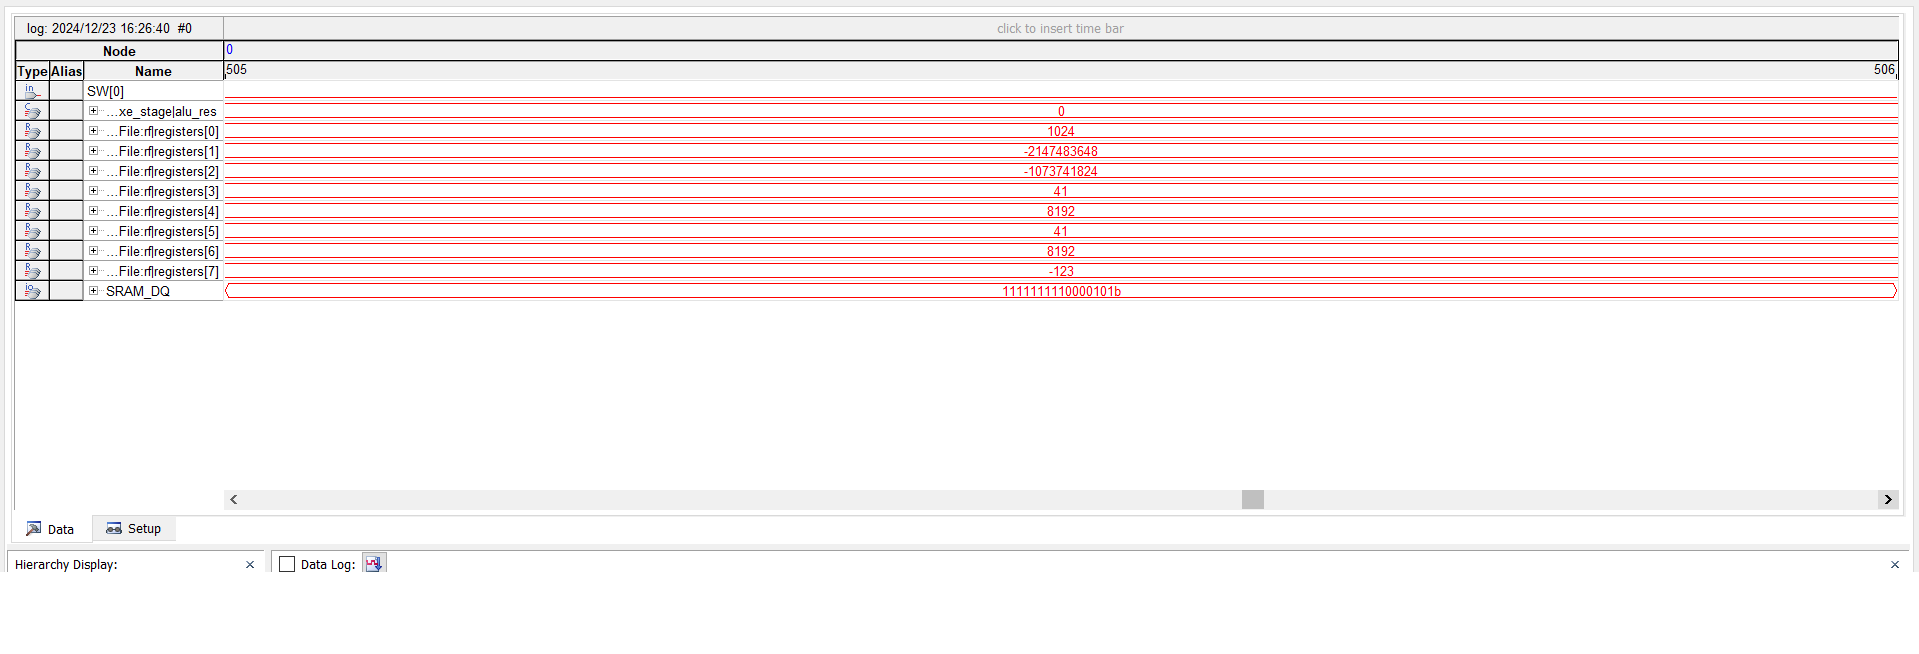 log: 2024/12/23 16:26:40 #0 click to insert time bar
Node 0
Type Alias Name 505 506
in SW[0]
C ...xe_stage|alu_res 0
R ...File:rf|registers[0] 1024
R ...File:rf|registers[1] -2147483648
R ...File:rf|registers[2] -1073741824
R ...File:rf|registers[3] 41
R ...File:rf|registers[4] 8192
R ...File:rf|registers[5] 41
R ...File:rf|registers[6] 8192
R ...File:rf|registers[7] -123
io SRAM_DQ 1111111110000101b
Data Setup
Hierarchy Display: × Data Log: ×